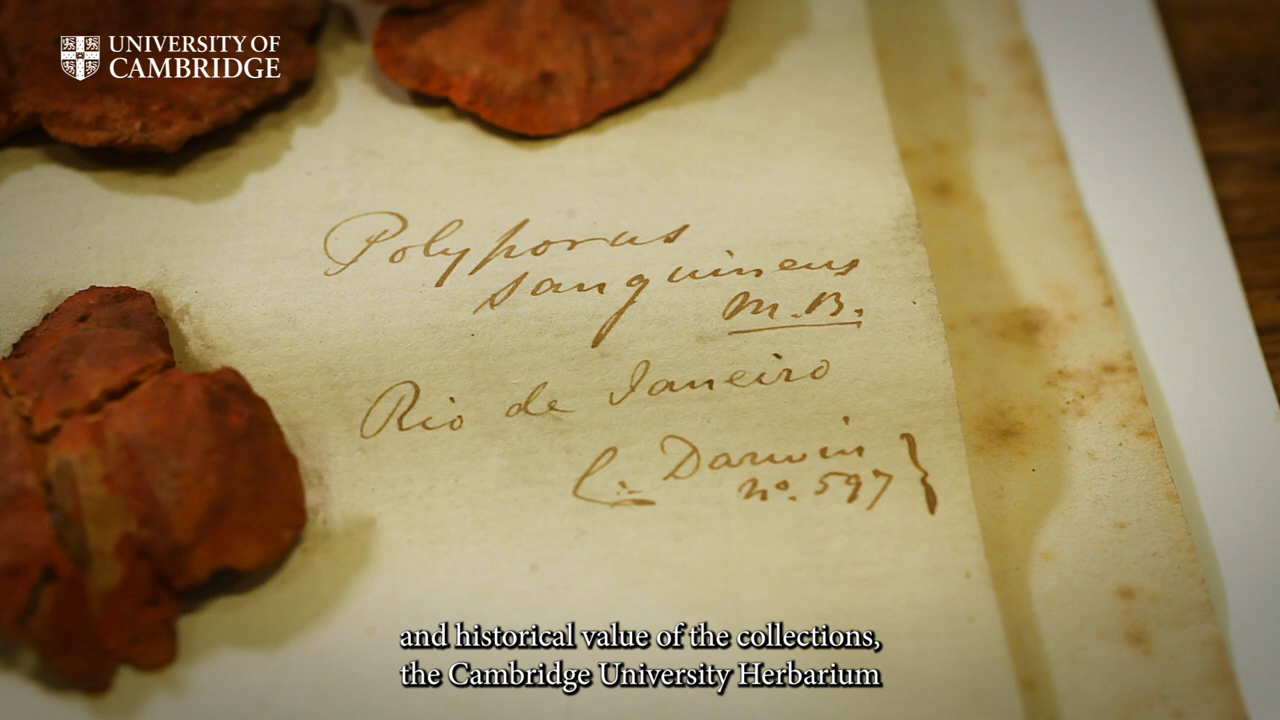 UNIVERSITY OF
CAMBRIDGE
Polyporus
sanguineus
M.B.
Rio de Janeiro
C. Darwin
no. 597
and historical value of the collections,
the Cambridge University Herbarium